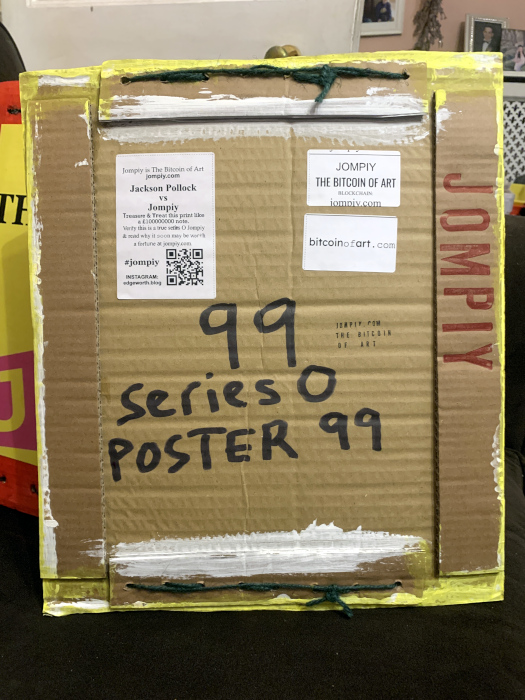 Jompiy is The Bitcoin of Art
jompiy.com
Jackson Pollock
vs
Jompiy
Treasure & Treat this print like
a £100000000 note.
Verify this is a true series O Jompiy
& read why it soon may be worth
a fortune at jompiy.com
#jompiy
INSTAGRAM:
edgeworth.blog
JOMPIY
THE BITCOIN OF ART
BLOCKCHAIN
jompiy.com
bitcoinofart.com
99
JOMPIY.COM
THE BITCOIN
OF ART
series O
POSTER 99
JOMPIY